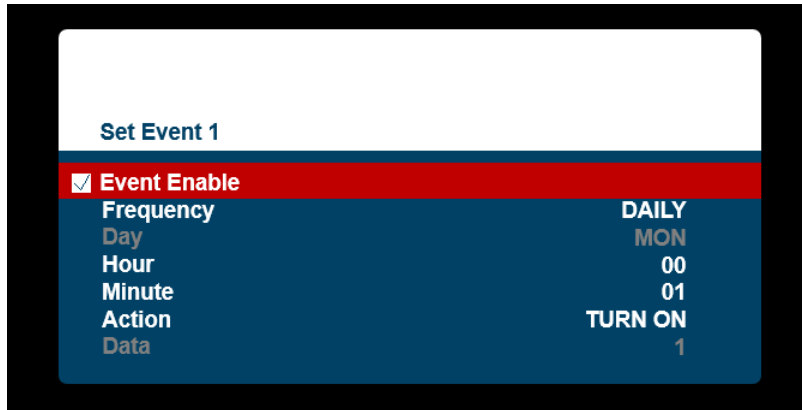 Set Event 1
Event Enable
Frequency DAILY
Day MON
Hour 00
Minute 01
Action TURN ON
Data 1